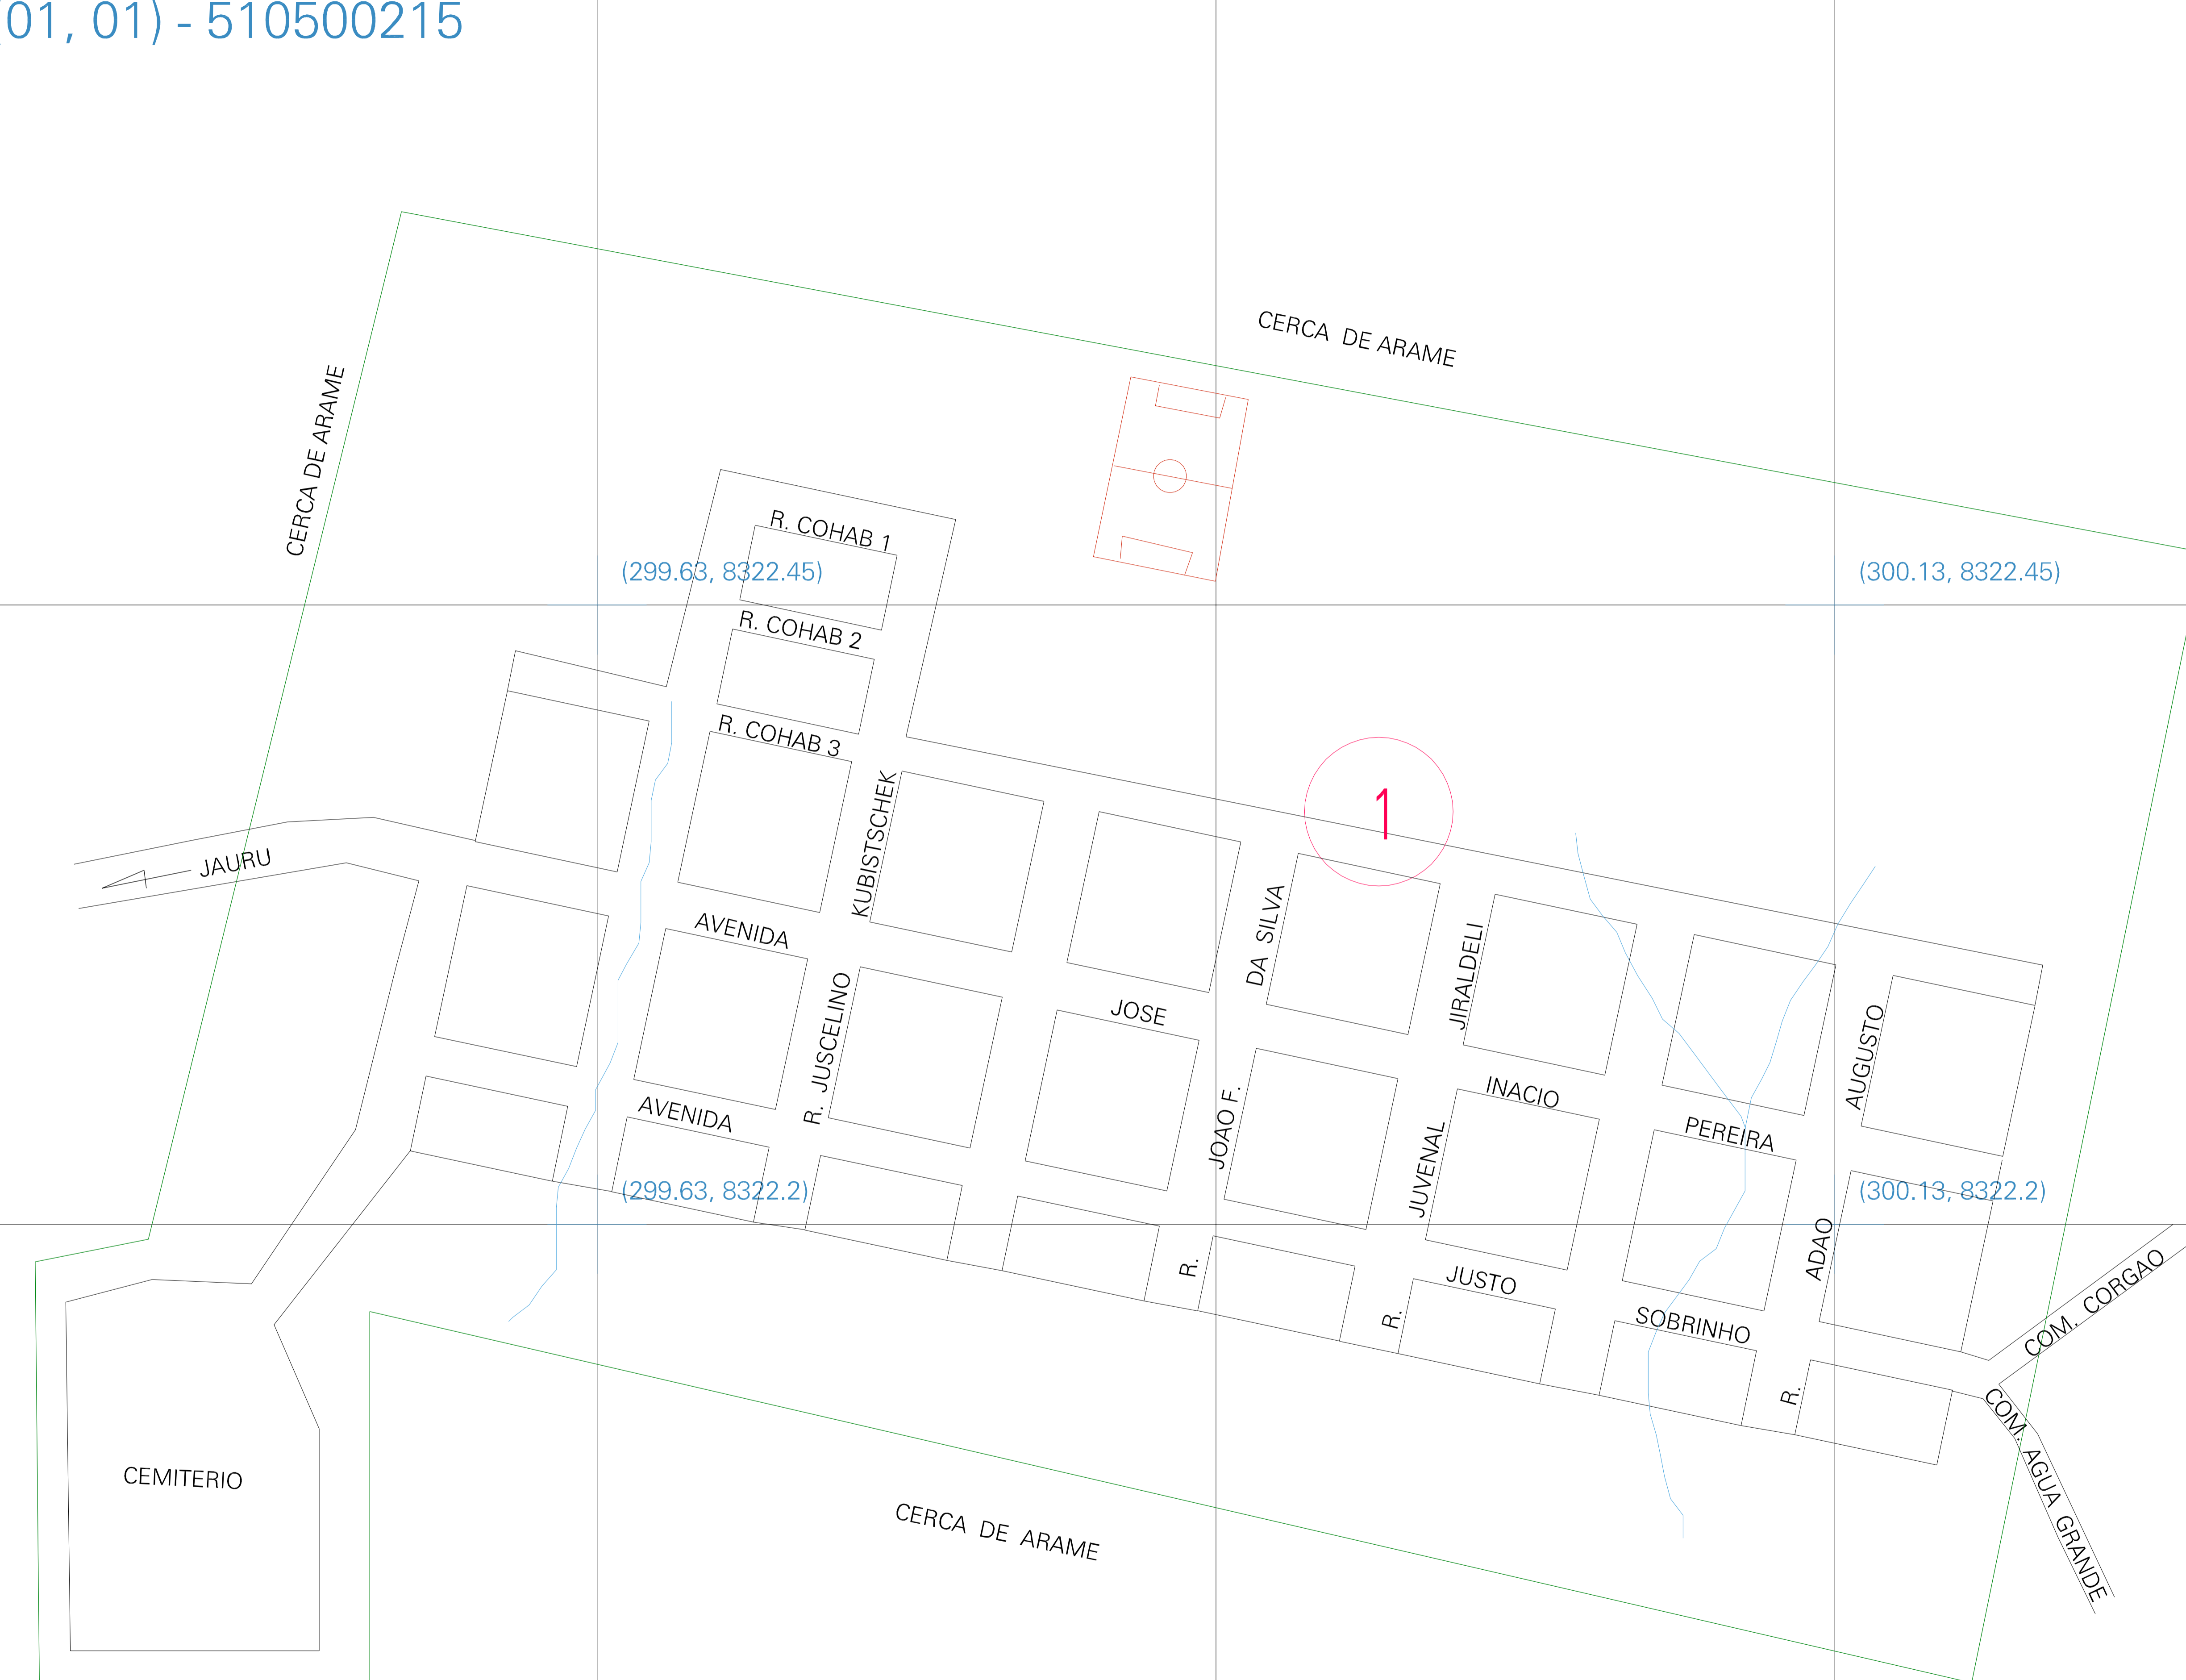 01, 01) - 510500215
CERCA DE ARAME
CERCA DE ARAME
R. COHAB 1
(299.63, 8322.45)
(300.13, 8322.45)
R. COHAB 2
R. COHAB 3
1
KUBISTSCHEK
JAURU
DA SILVA
AVENIDA
JIRALDELI
R. JUSCELINO
JOSE
AUGUSTO
INACIO
AVENIDA
JOAO F.
PEREIRA
JUVENAL
(299.63, 8322.2)
(300.13, 8322.2)
ADAO
R.
JUSTO
COM. CORGAO
R.
SOBRINHO
R.
COM. AGUA GRANDE
CEMITERIO
CERCA DE ARAME